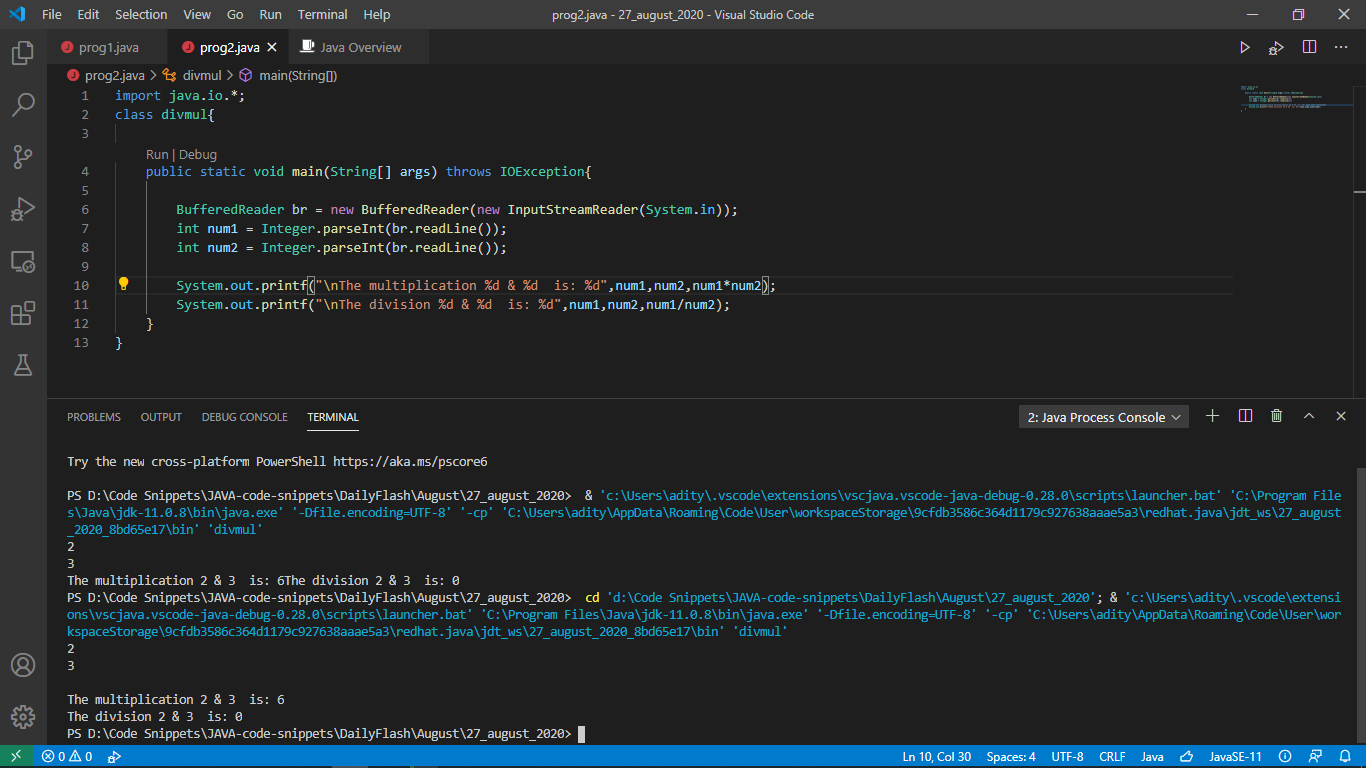 File Edit Selection View Go Run Terminal Help prog2.java - 27_august_2020 - Visual Studio Code
prog1.java prog2.java Java Overview
prog2.java > divmul > main(String[])
1 import java.io.*;
2 class divmul{
3
Run | Debug
4 public static void main(String[] args) throws IOException{
5
6 BufferedReader br = new BufferedReader(new InputStreamReader(System.in));
7 int num1 = Integer.parseInt(br.readLine());
8 int num2 = Integer.parseInt(br.readLine());
9
10 System.out.printf("\nThe multiplication %d & %d  is: %d",num1,num2,num1*num2);
11 System.out.printf("\nThe division %d & %d  is: %d",num1,num2,num1/num2);
12 }
13 }
PROBLEMS OUTPUT DEBUG CONSOLE TERMINAL 2: Java Process Console
Try the new cross-platform PowerShell https://aka.ms/pscore6
PS D:\Code Snippets\JAVA-code-snippets\DailyFlash\August\27_august_2020>  & 'c:\Users\adity\.vscode\extensions\vscjava.vscode-java-debug-0.28.0\scripts\launcher.bat' 'C:\Program File
s\Java\jdk-11.0.8\bin\java.exe' '-Dfile.encoding=UTF-8' '-cp' 'C:\Users\adity\AppData\Roaming\Code\User\workspaceStorage\9cfdb3586c364d1179c927638aaae5a3\redhat.java\jdt_ws\27_august
_2020_8bd65e17\bin' 'divmul'
2
3
The multiplication 2 & 3  is: 6The division 2 & 3  is: 0
PS D:\Code Snippets\JAVA-code-snippets\DailyFlash\August\27_august_2020>  cd 'd:\Code Snippets\JAVA-code-snippets\DailyFlash\August\27_august_2020'; & 'c:\Users\adity\.vscode\extensi
ons\vscjava.vscode-java-debug-0.28.0\scripts\launcher.bat' 'C:\Program Files\Java\jdk-11.0.8\bin\java.exe' '-Dfile.encoding=UTF-8' '-cp' 'C:\Users\adity\AppData\Roaming\Code\User\wor
kspaceStorage\9cfdb3586c364d1179c927638aaae5a3\redhat.java\jdt_ws\27_august_2020_8bd65e17\bin' 'divmul'
2
3
The multiplication 2 & 3  is: 6
The division 2 & 3  is: 0
PS D:\Code Snippets\JAVA-code-snippets\DailyFlash\August\27_august_2020>
0 0 Ln 10, Col 30 Spaces: 4 UTF-8 CRLF Java JavaSE-11